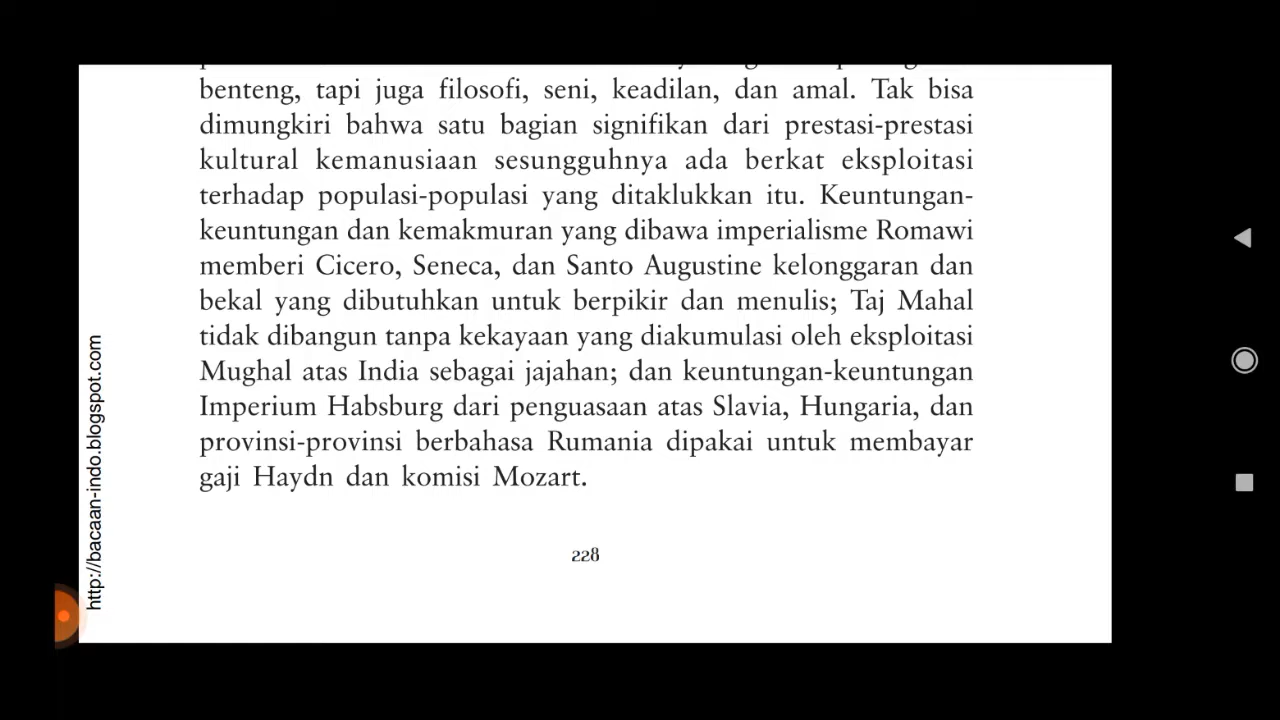 benteng, tapi juga filosofi, seni, keadilan, dan amal. Tak bisa
dimungkiri bahwa satu bagian signifikan dari prestasi-prestasi
kultural kemanusiaan sesungguhnya ada berkat eksploitasi
terhadap populasi-populasi yang ditaklukkan itu. Keuntungan-
keuntungan dan kemakmuran yang dibawa imperialisme Romawi
memberi Cicero, Seneca, dan Santo Augustine kelonggaran dan
bekal yang dibutuhkan untuk berpikir dan menulis; Taj Mahal
tidak dibangun tanpa kekayaan yang diakumulasi oleh eksploitasi
Mughal atas India sebagai jajahan; dan keuntungan-keuntungan
Imperium Habsburg dari penguasaan atas Slavia, Hungaria, dan
provinsi-provinsi berbahasa Rumania dipakai untuk membayar
gaji Haydn dan komisi Mozart.
228
http://bacaan-indo.blogspot.com